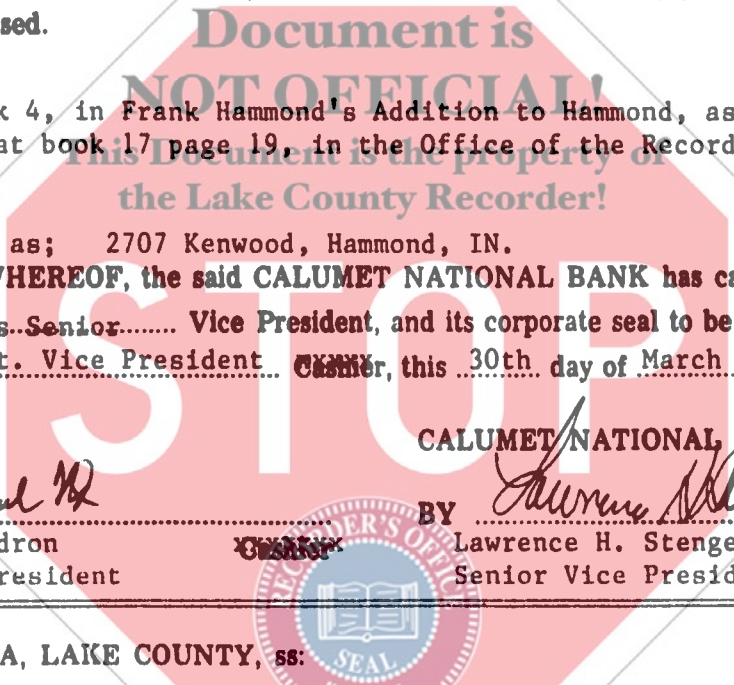 sed.
Document is
NOT OFFICIAL!
k 4, in Frank Hammond's Addition to Hammond, as
at book 17 page 19, in the Office of the Record
This Document is the property of
the Lake County Recorder!
as; 2707 Kenwood, Hammond, IN.
WHEREOF, the said CALUMET NATIONAL BANK has ca
s Senior Vice President, and its corporate seal to be
t. Vice President Cashier, this 30th day of March
STOP
CALUMET NATIONAL
BY Lawrence H.
dron Cashier Lawrence H. Stenge
resident Senior Vice Presid
RECORDER'S OFFICE
SEAL
A, LAKE COUNTY, ss: